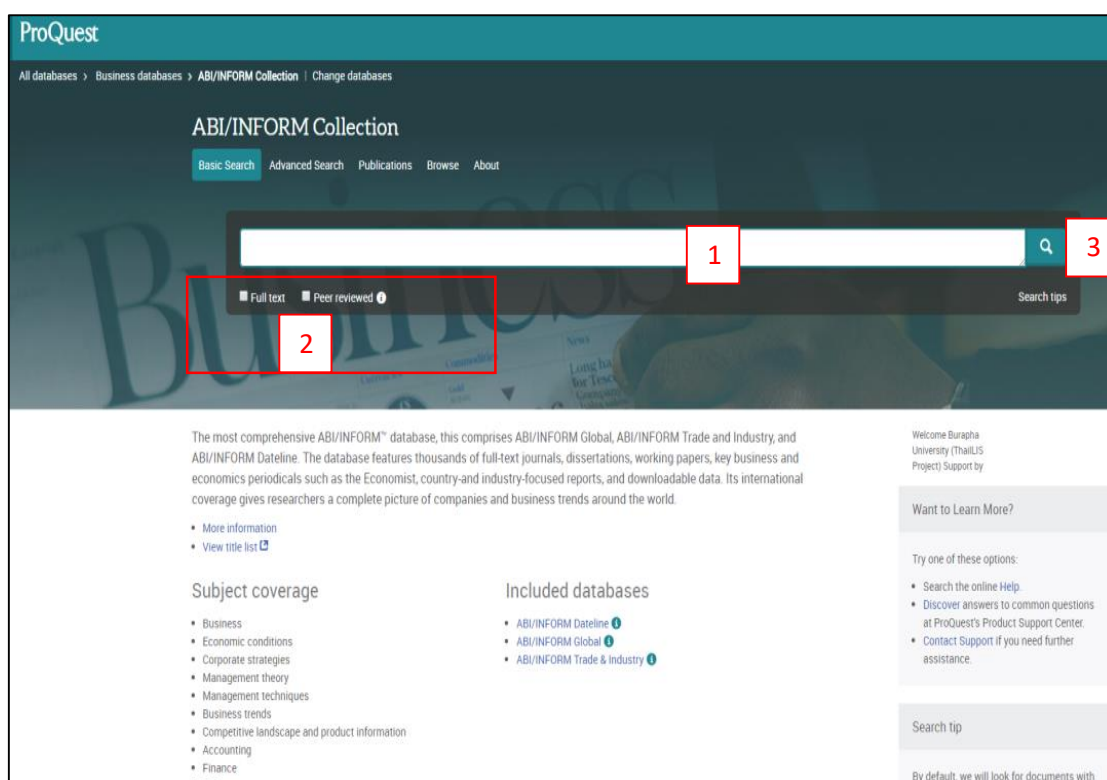 ProQuest
All databases > Business databases > ABI/INFORM Collection | Change databases
ABI/INFORM Collection
Basic Search Advanced Search Publications Browse About
1
3
Full text Peer reviewed
Search tips
2
Business
News
Commodities
Long ha
for Tesco
The most comprehensive ABI/INFORM™ database, this comprises ABI/INFORM Global, ABI/INFORM Trade and Industry, and
ABI/INFORM Dateline. The database features thousands of full-text journals, dissertations, working papers, key business and
economics periodicals such as the Economist, country-and industry-focused reports, and downloadable data. Its international
coverage gives researchers a complete picture of companies and business trends around the world.
• More information
• View title list
Subject coverage
• Business
• Economic conditions
• Corporate strategies
• Management theory
• Management techniques
• Business trends
• Competitive landscape and product information
• Accounting
• Finance
Included databases
• ABI/INFORM Dateline
• ABI/INFORM Global
• ABI/INFORM Trade & Industry
Welcome Burapha
University (ThaiLIS
Project) Support by
Want to Learn More?
Try one of these options:
• Search the online Help.
• Discover answers to common questions
at ProQuest's Product Support Center.
• Contact Support if you need further
assistance.
Search tip
By default, we will look for documents with